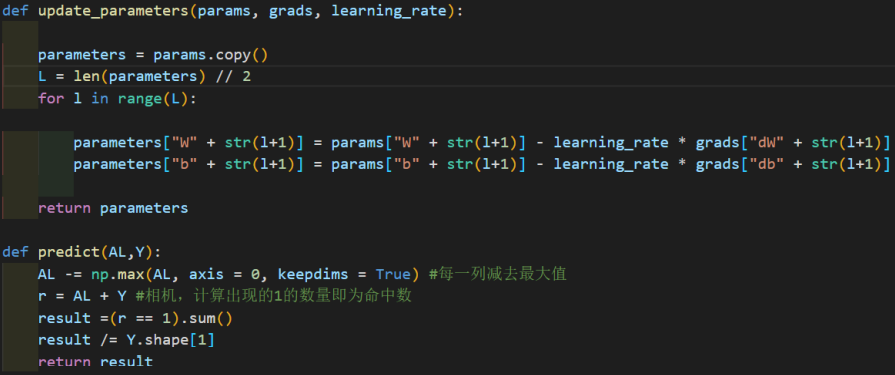 def update_parameters(params, grads, learning_rate):
parameters = params.copy()
L = len(parameters) // 2
for l in range(L):
parameters["W" + str(l+1)] = params["W" + str(l+1)] - learning_rate * grads["dW" + str(l+1)]
parameters["b" + str(l+1)] = params["b" + str(l+1)] - learning_rate * grads["db" + str(l+1)]
return parameters
def predict(AL,Y):
AL -= np.max(AL, axis = 0, keepdims = True) #每一列减去最大值
r = AL + Y #相机，计算出现的1的数量即为命中数
result =(r == 1).sum()
result /= Y.shape[1]
return result